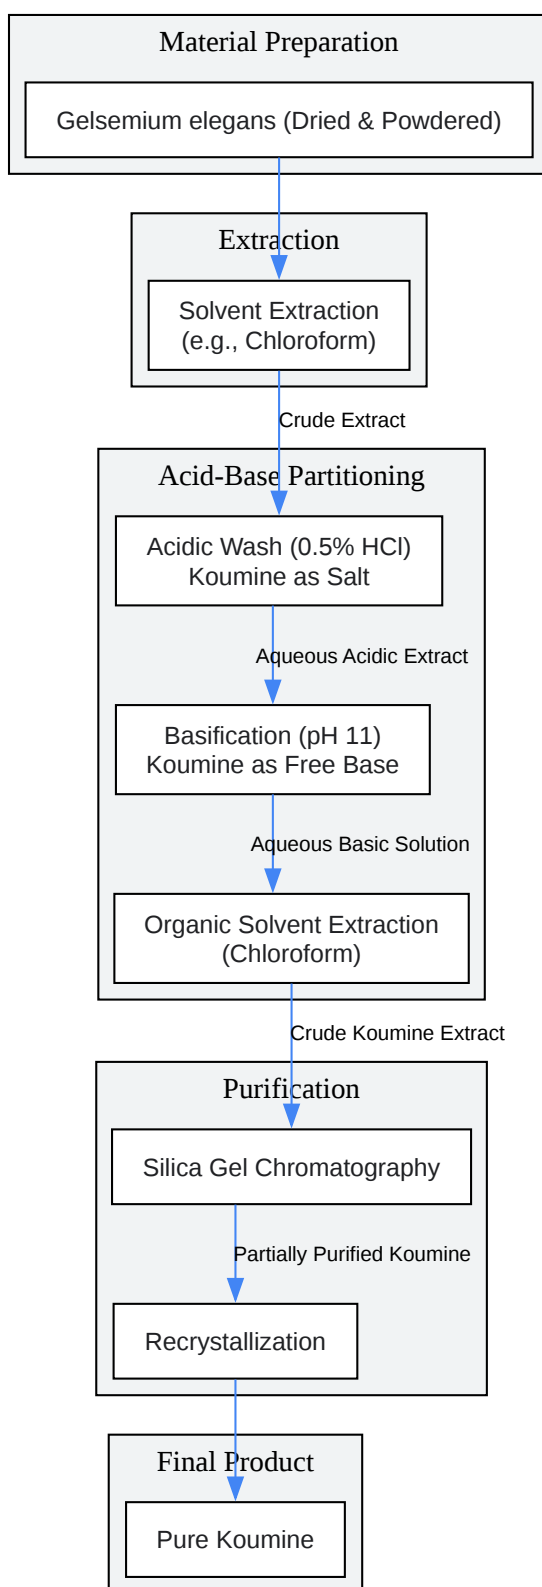 Material Preparation
Gelsemium elegans (Dried & Powdered)
Extraction
Solvent Extraction
(e.g., Chloroform)
Crude Extract
Acid-Base Partitioning
Acidic Wash (0.5% HCl)
Koumine as Salt
Aqueous Acidic Extract
Basification (pH 11)
Koumine as Free Base
Aqueous Basic Solution
Organic Solvent Extraction
(Chloroform)
Crude Koumine Extract
Purification
Silica Gel Chromatography
Partially Purified Koumine
Recrystallization
Final Product
Pure Koumine